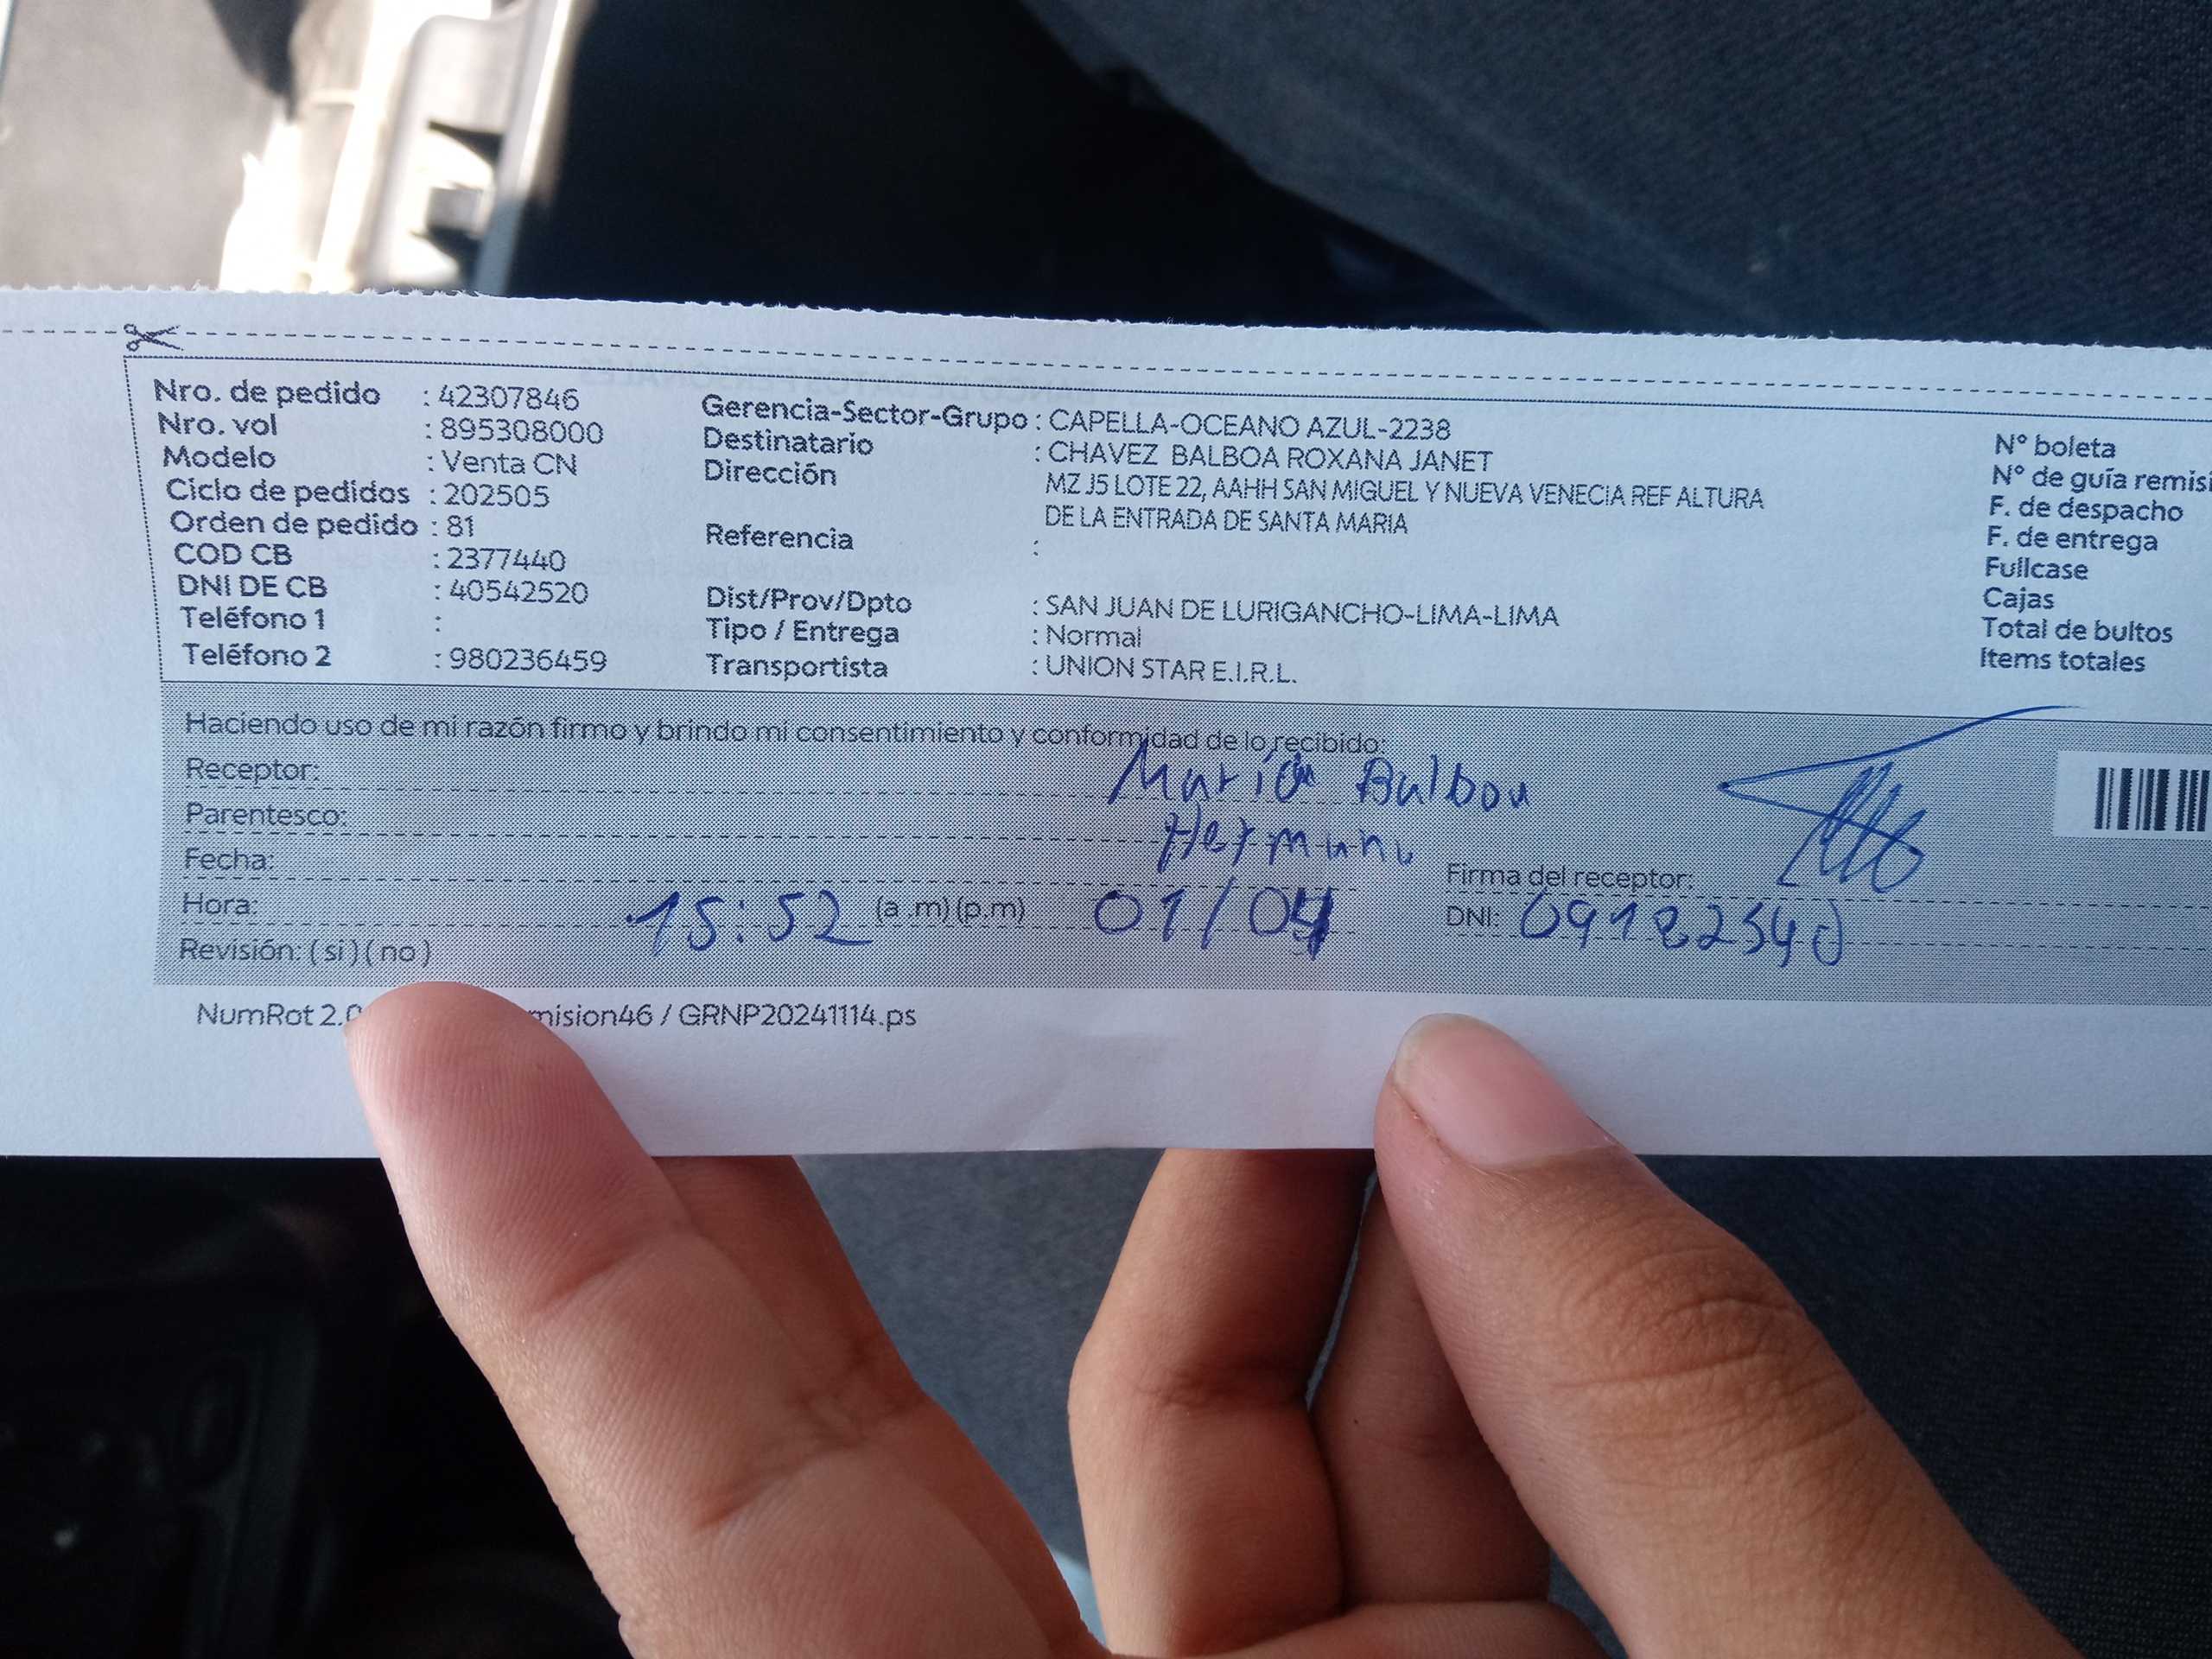 Nro. de pedido : 42307846
Nro. vol : 895308000
Modelo : Venta CN
Ciclo de pedidos : 202505
Orden de pedido : 81
COD CB : 2377440
DNI DE CB : 40542520
Teléfono 1 :
Teléfono 2 : 980236459
Gerencia-Sector-Grupo : CAPELLA-OCEANO AZUL-2238
Destinatario : CHAVEZ BALBOA ROXANA JANET
Dirección MZ J5 LOTE 22, AAHH SAN MIGUEL Y NUEVA VENECIA REF ALTURA
DE LA ENTRADA DE SANTA MARIA
Referencia :
Dist/Prov/Dpto : SAN JUAN DE LURIGANCHO-LIMA-LIMA
Tipo / Entrega : Normal
Transportista : UNION STAR E.I.R.L.
N° boleta
N° de guía remisi
F. de despacho
F. de entrega
Fullcase
Cajas
Total de bultos
Items totales
Haciendo uso de mi razón firmo y brindo mi consentimiento y conformidad de lo recibido:
Receptor: María Balboa
Parentesco: Hermana
Fecha:
Firma del receptor:
Hora: 15:52 (a .m)(p.m) 01/04
DNI: 09182540
Revisión: ( si ) ( no )
NumRot 2.0 mision46 / GRNP20241114.ps